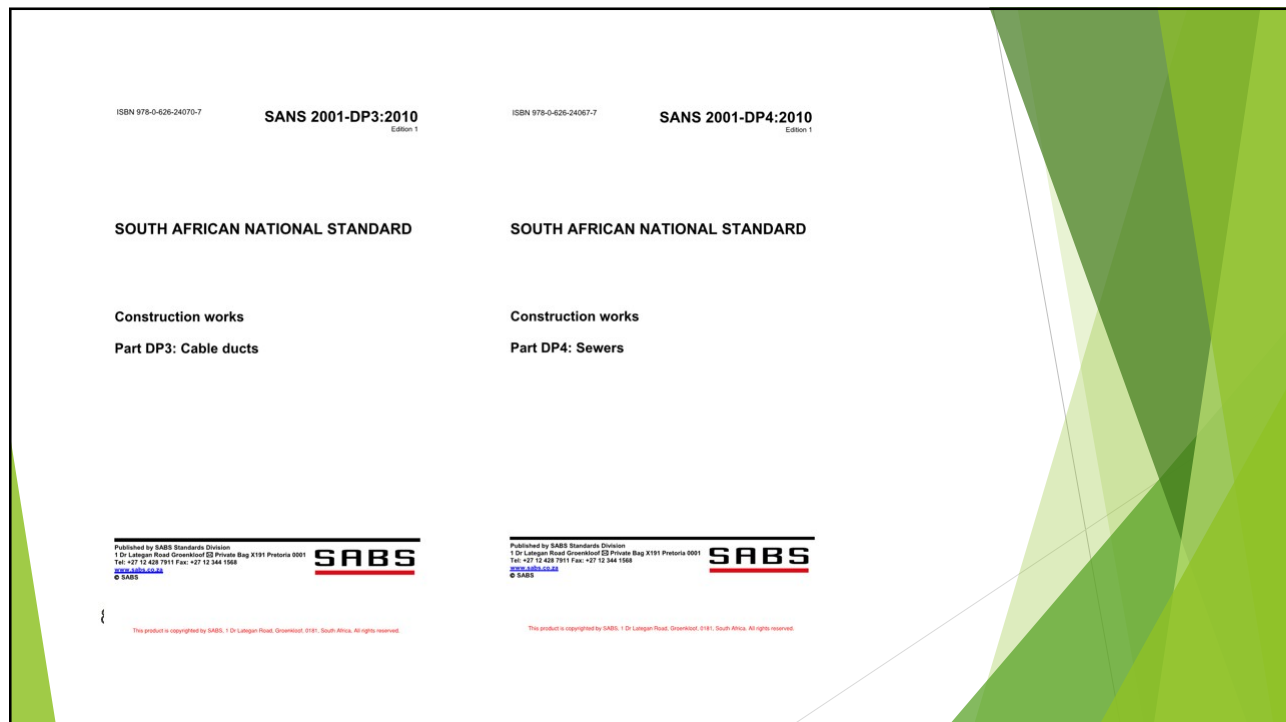 ISBN 978-0-626-24070-7
SANS 2001-DP3:2010
Edition 1
SOUTH AFRICAN NATIONAL STANDARD
Construction works
Part DP3: Cable ducts
Published by SABS Standards Division
1 Dr Lategan Road Groenkloof ✉ Private Bag X191 Pretoria 0001
Tel: +27 12 428 7911 Fax: +27 12 344 1568
www.sabs.co.za
© SABS
SABS
This product is copyrighted by SABS, 1 Dr Lategan Road, Groenkloof, 0181, South Africa. All rights reserved.
ISBN 978-0-626-24067-7
SANS 2001-DP4:2010
Edition 1
SOUTH AFRICAN NATIONAL STANDARD
Construction works
Part DP4: Sewers
Published by SABS Standards Division
1 Dr Lategan Road Groenkloof ✉ Private Bag X191 Pretoria 0001
Tel: +27 12 428 7911 Fax: +27 12 344 1568
www.sabs.co.za
© SABS
SABS
This product is copyrighted by SABS, 1 Dr Lategan Road, Groenkloof, 0181, South Africa. All rights reserved.